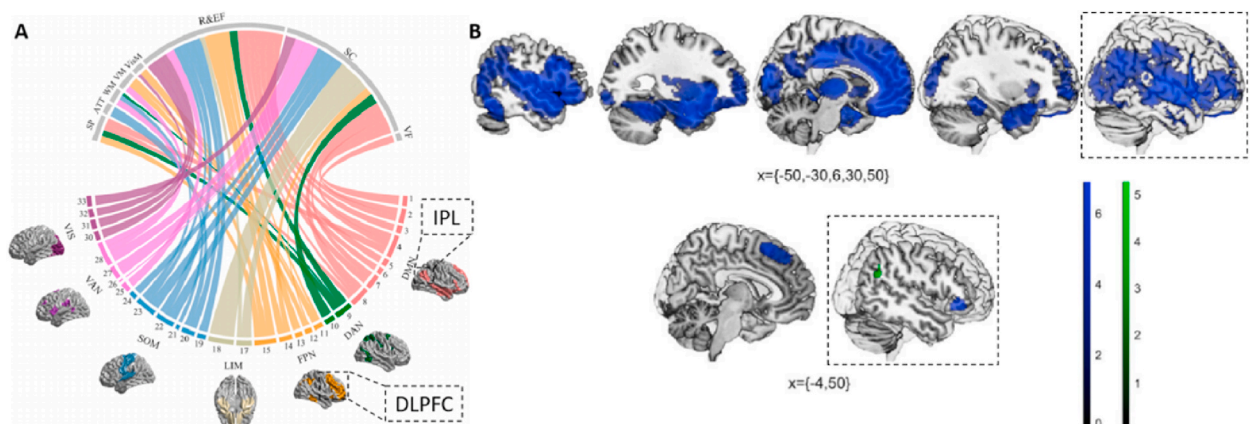 A
B
R&EF
SC
VF
SP
ATT
WM
VM
VisM
33
32
31
30
VIS
28
27
26
25
VAN
24
23
22
21
20
19
SOM
18
17
LIM
15
14
13
12
11
FPN
10
9
DAN
8
7
6
5
4
3
2
1
DMN
IPL
DLPFC
x={-50,-30,6,30,50}
x={-4,50}
6
4
2
0
5
4
3
2
1